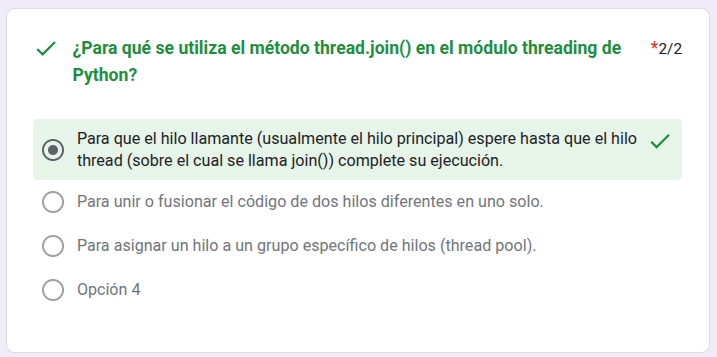 ¿Para qué se utiliza el método thread.join() en el módulo threading de
Python?
*2/2
Para que el hilo llamante (usualmente el hilo principal) espere hasta que el hilo
thread (sobre el cual se llama join()) complete su ejecución.
Para unir o fusionar el código de dos hilos diferentes en uno solo.
Para asignar un hilo a un grupo específico de hilos (thread pool).
Opción 4